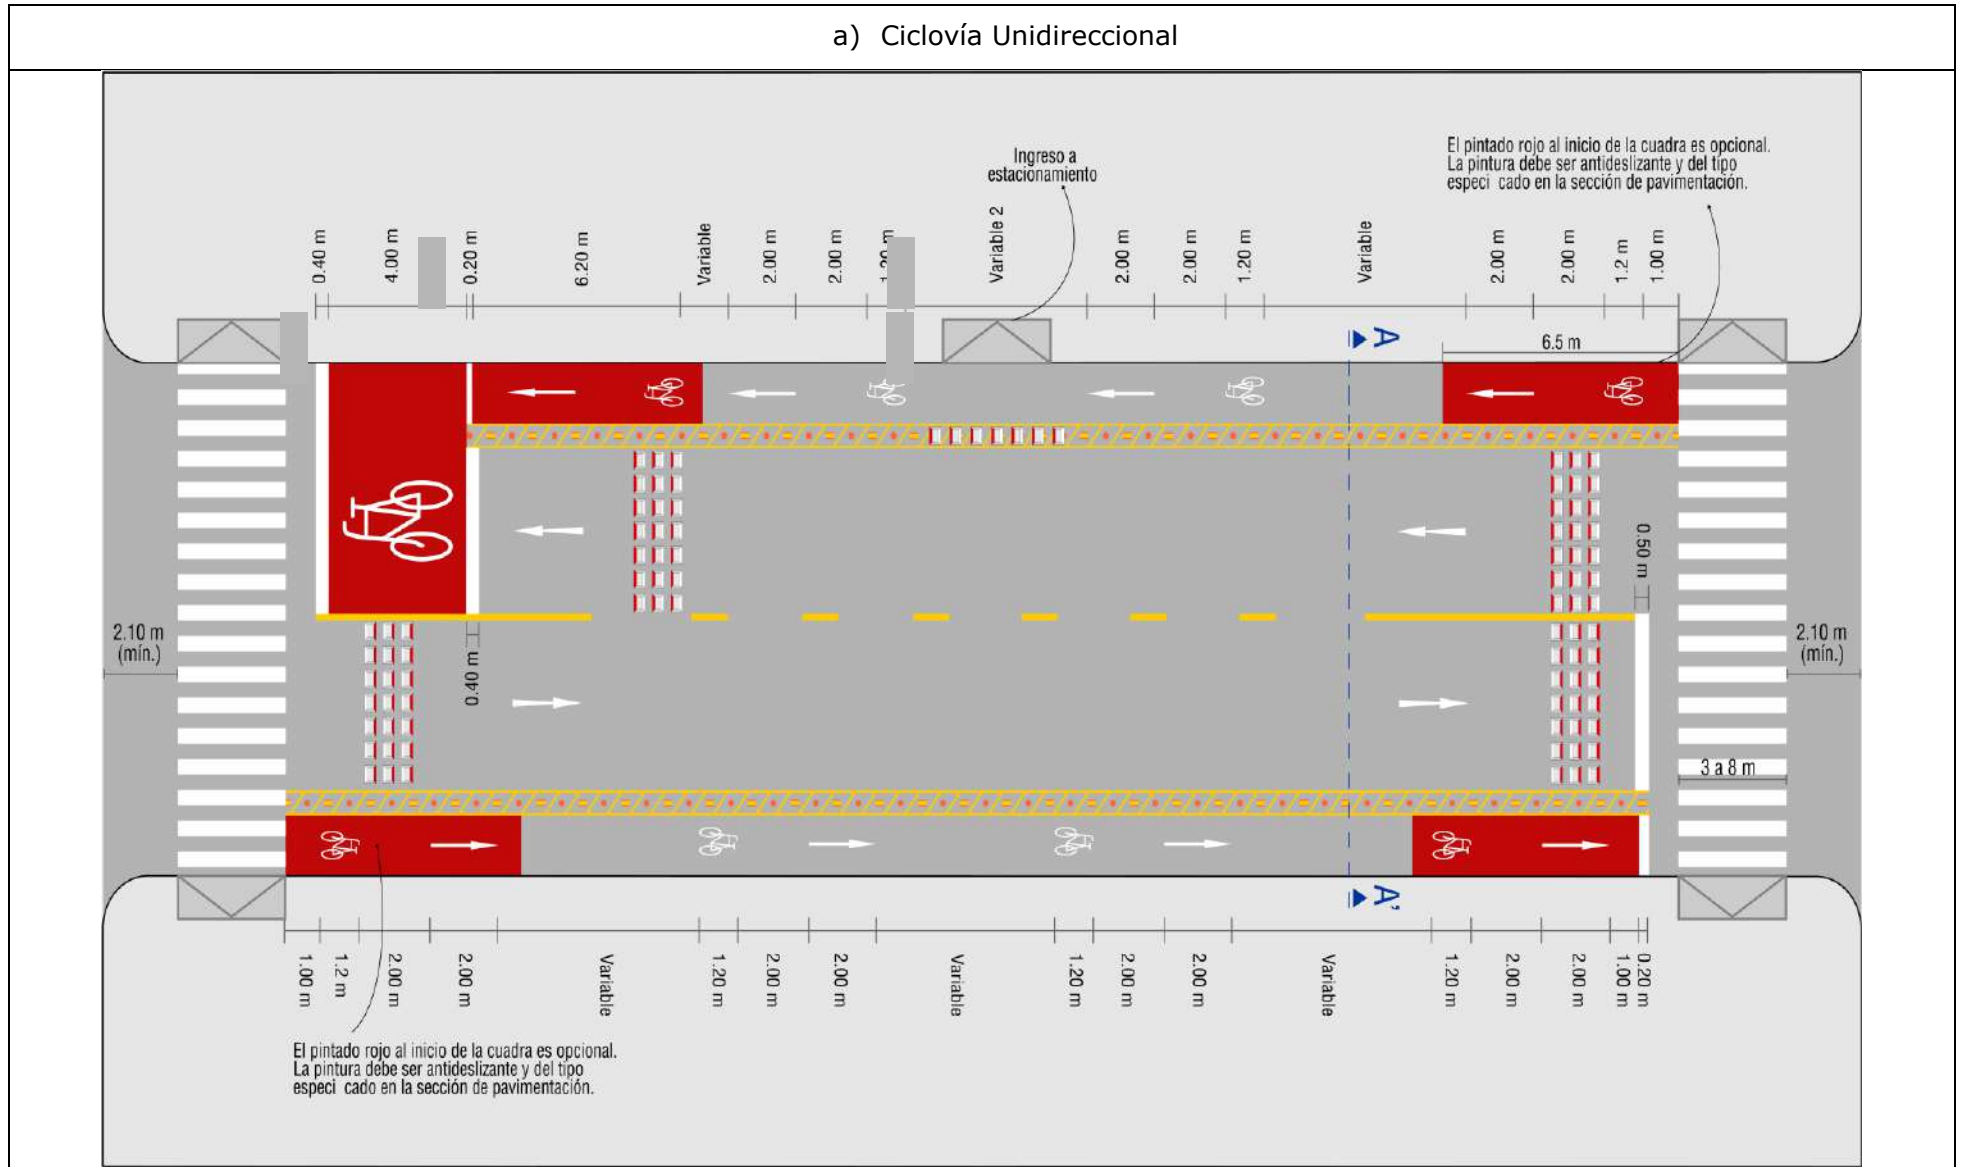 a) Ciclovía Unidireccional
Ingreso a
estacionamiento
El pintado rojo al inicio de la cuadra es opcional.
La pintura debe ser antideslizante y del tipo
especi cado en la sección de pavimentación.
0.40 m
4.00 m
0.20 m
6.20 m
Variable
2.00 m
2.00 m
Variable 2
2.00 m
2.00 m
1.20 m
Variable
2.00 m
2.00 m
1.2 m
1.00 m
A
6.5 m
0.50 m
2.10 m
(mín.)
0.40 m
2.10 m
(mín.)
3 a 8 m
A'
1.00 m
1.2 m
2.00 m
2.00 m
Variable
1.20 m
2.00 m
2.00 m
Variable
1.20 m
2.00 m
2.00 m
Variable
1.20 m
2.00 m
2.00 m
1.00 m
0.20 m
El pintado rojo al inicio de la cuadra es opcional.
La pintura debe ser antideslizante y del tipo
especi cado en la sección de pavimentación.